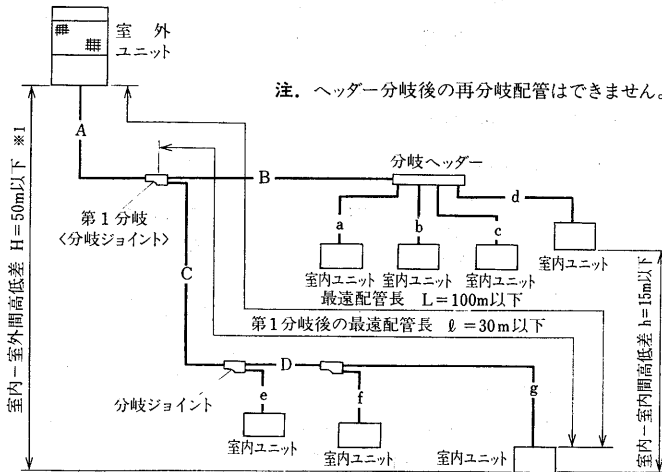 室 外
ユニット
注. ヘッダー分岐後の再分岐配管はできません。
A
B
分岐ヘッダー
d
第1分岐
〈分岐ジョイント〉
a
b
c
C
室内ユニット
室内ユニット
室内ユニット
室内ユニット
最遠配管長 L=100m以下
第1分岐後の最遠配管長 ℓ=30m以下
室内-室外間高低差 H=50m以下 ※1
室内-室内間高低差 h=15m以下
D
分岐ジョイント
e
f
g
室内ユニット
室内ユニット
室内ユニット